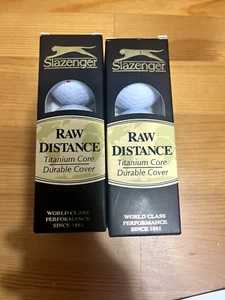 Slazenger
RAW
DISTANCE
Titanium Core
Durable Cover
WORLD CLASS
PERFORMANCE
SINCE 1881
Slazenger
RAW
DISTANCE
Titanium Core
Durable Cover
WORLD CLASS
PERFORMANCE
SINCE 1881